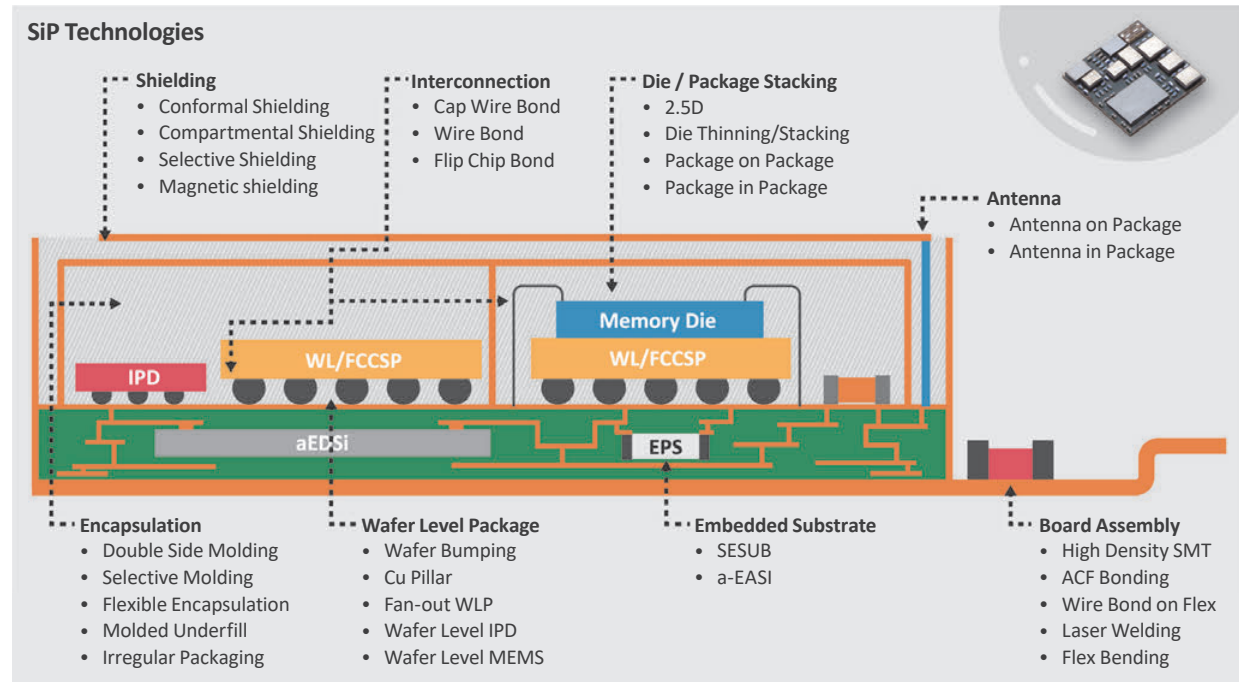 SiP Technologies
Shielding
• Conformal Shielding
• Compartmental Shielding
• Selective Shielding
• Magnetic shielding
Interconnection
• Cap Wire Bond
• Wire Bond
• Flip Chip Bond
Die / Package Stacking
• 2.5D
• Die Thinning/Stacking
• Package on Package
• Package in Package
Antenna
• Antenna on Package
• Antenna in Package
IPD
WL/FCCSP
Memory Die
WL/FCCSP
aEDSi
EPS
Encapsulation
• Double Side Molding
• Selective Molding
• Flexible Encapsulation
• Molded Underfill
• Irregular Packaging
Wafer Level Package
• Wafer Bumping
• Cu Pillar
• Fan-out WLP
• Wafer Level IPD
• Wafer Level MEMS
Embedded Substrate
• SESUB
• a-EASI
Board Assembly
• High Density SMT
• ACF Bonding
• Wire Bond on Flex
• Laser Welding
• Flex Bending